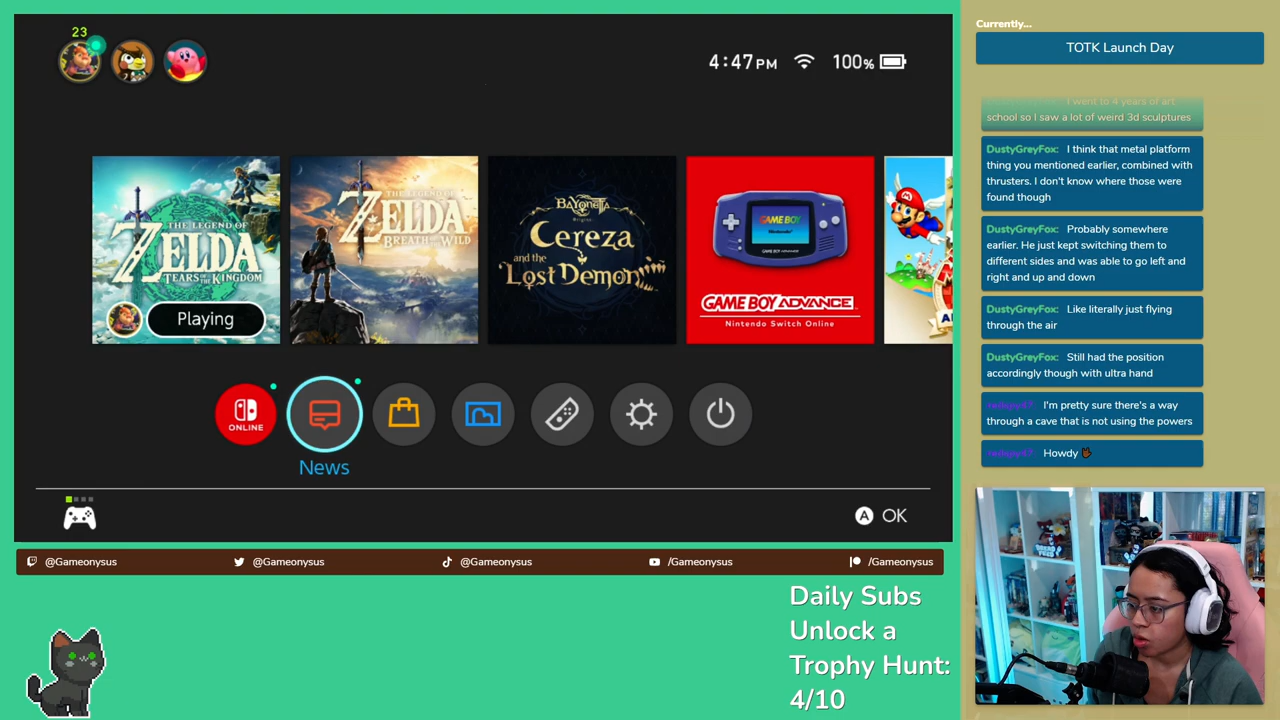 23
4:47 PM
100%
THE LEGEND OF
ZELDA
TEARS OF THE KINGDOM
Playing
THE LEGEND OF
ZELDA
BREATH OF THE WILD
BAYONETTA
Origins:
Cereza
and the
Lost Demon
GAME BOY
Nintendo
GAME BOY ADVANCE
Nintendo Switch Online
ONLINE
News
A OK
@Gameonysus
@Gameonysus
@Gameonysus
/Gameonysus
/Gameonysus
Daily Subs
Unlock a
Trophy Hunt:
4/10
Currently...
TOTK Launch Day
I went to 4 years of art
school so I saw a lot of weird 3d sculptures
DustyGreyFox: I think that metal platform
thing you mentioned earlier, combined with
thrusters. I don't know where those were
found though
DustyGreyFox: Probably somewhere
earlier. He just kept switching them to
different sides and was able to go left and
right and up and down
DustyGreyFox: Like literally just flying
through the air
DustyGreyFox: Still had the position
accordingly though with ultra hand
I'm pretty sure there's a way
through a cave that is not using the powers
Howdy